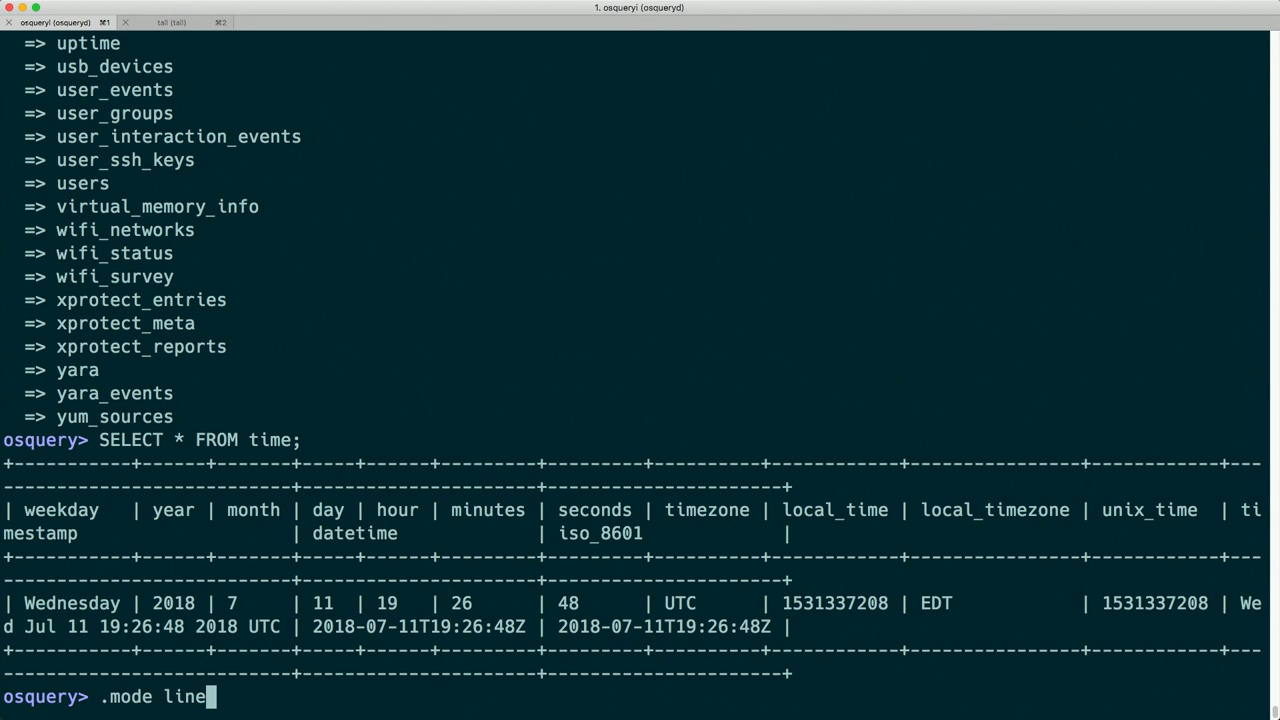 1. osqueryi (osqueryd)
osqueryi (osqueryd) ⌘1 tail (tail) ⌘2
=> uptime
=> usb_devices
=> user_events
=> user_groups
=> user_interaction_events
=> user_ssh_keys
=> users
=> virtual_memory_info
=> wifi_networks
=> wifi_status
=> wifi_survey
=> xprotect_entries
=> xprotect_meta
=> xprotect_reports
=> yara
=> yara_events
=> yum_sources
osquery> SELECT * FROM time;
+-----------+------+-------+-----+------+---------+---------+----------+------------+----------------+------------+---
---------------------------+----------------------+----------------------+
| weekday   | year | month | day | hour | minutes | seconds | timezone | local_time | local_timezone | unix_time  | ti
mestamp                    | datetime             | iso_8601             |
+-----------+------+-------+-----+------+---------+---------+----------+------------+----------------+------------+---
---------------------------+----------------------+----------------------+
| Wednesday | 2018 | 7     | 11  | 19   | 26      | 48      | UTC      | 1531337208 | EDT            | 1531337208 | We
d Jul 11 19:26:48 2018 UTC | 2018-07-11T19:26:48Z | 2018-07-11T19:26:48Z |
+-----------+------+-------+-----+------+---------+---------+----------+------------+----------------+------------+---
---------------------------+----------------------+----------------------+
osquery> .mode line